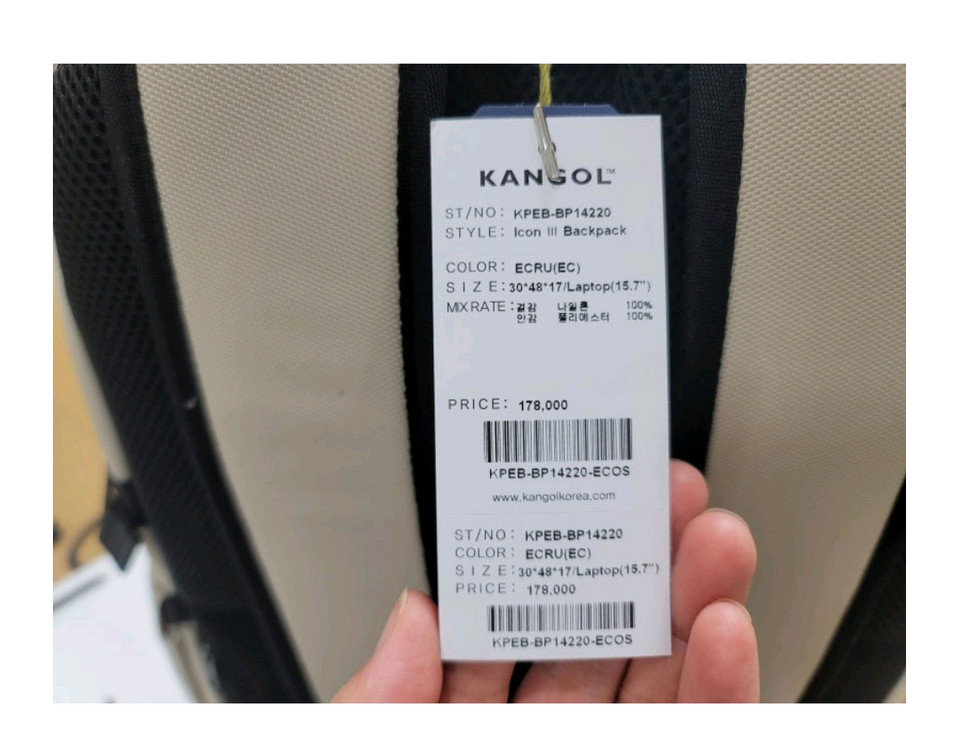 KANGOL™
ST/NO: KPEB-BP14220
STYLE: Icon III Backpack
COLOR: ECRU(EC)
SIZE: 30*48*17/Laptop(15.7")
MIX RATE: 겉감 나일론 100%
안감 폴리에스터 100%
PRICE: 178,000
KPEB-BP14220-ECOS
www.kangolkorea.com
ST/NO: KPEB-BP14220
COLOR: ECRU(EC)
SIZE: 30*48*17/Laptop(15.7")
PRICE: 178,000
KPEB-BP14220-ECOS